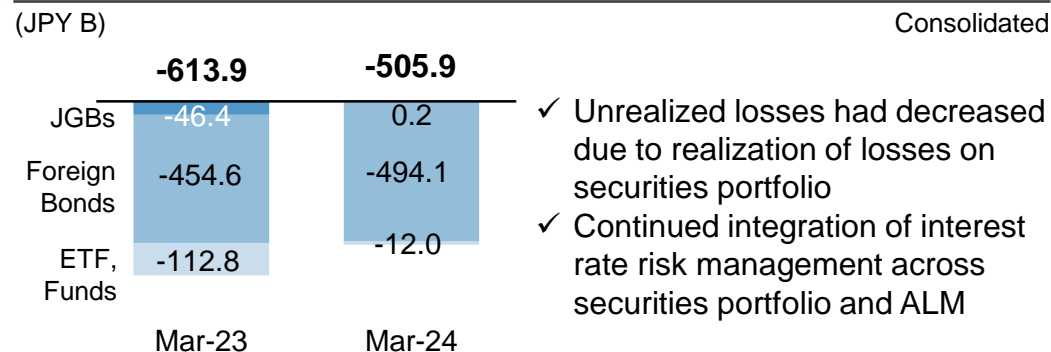 (JPY B)
Consolidated
-613.9
-505.9
JGBs
-46.4
0.2
Foreign
Bonds
-454.6
-494.1
ETF,
Funds
-112.8
-12.0
Mar-23
Mar-24
✓ Unrealized losses had decreased
due to realization of losses on
securities portfolio
✓ Continued integration of interest
rate risk management across
securities portfolio and ALM